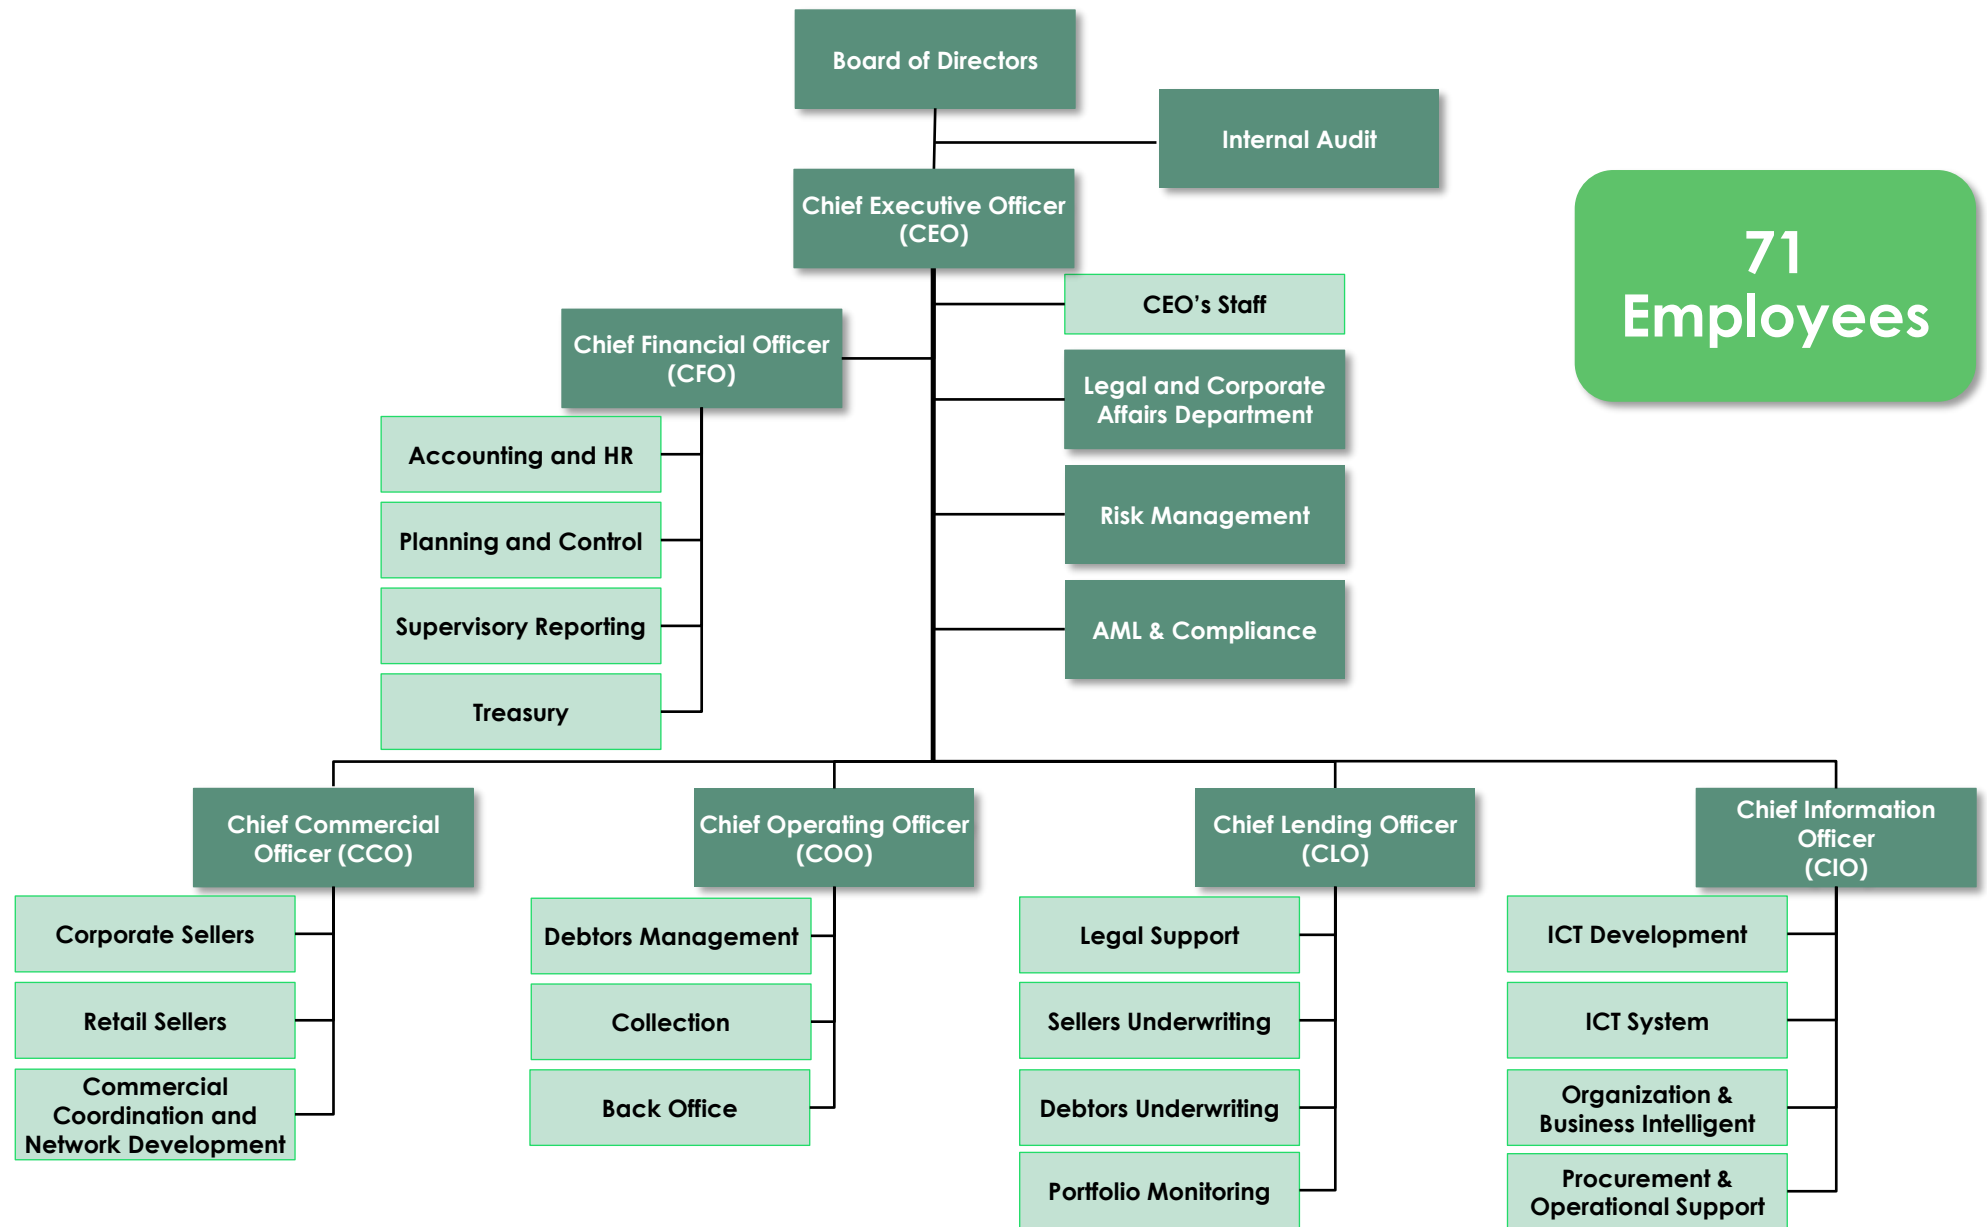 Board of Directors
Internal Audit
Chief Executive Officer
(CEO)
71
Employees
CEO’s Staff
Chief Financial Officer
(CFO)
Legal and Corporate
Affairs Department
Accounting and HR
Risk Management
Planning and Control
AML & Compliance
Supervisory Reporting
Treasury
Chief Commercial
Officer (CCO)
Chief Operating Officer
(COO)
Chief Lending Officer
(CLO)
Chief Information
Officer
(CIO)
Corporate Sellers
Retail Sellers
Commercial
Coordination and
Network Development
Debtors Management
Collection
Back Office
Legal Support
Sellers Underwriting
Debtors Underwriting
Portfolio Monitoring
ICT Development
ICT System
Organization &
Business Intelligent
Procurement &
Operational Support